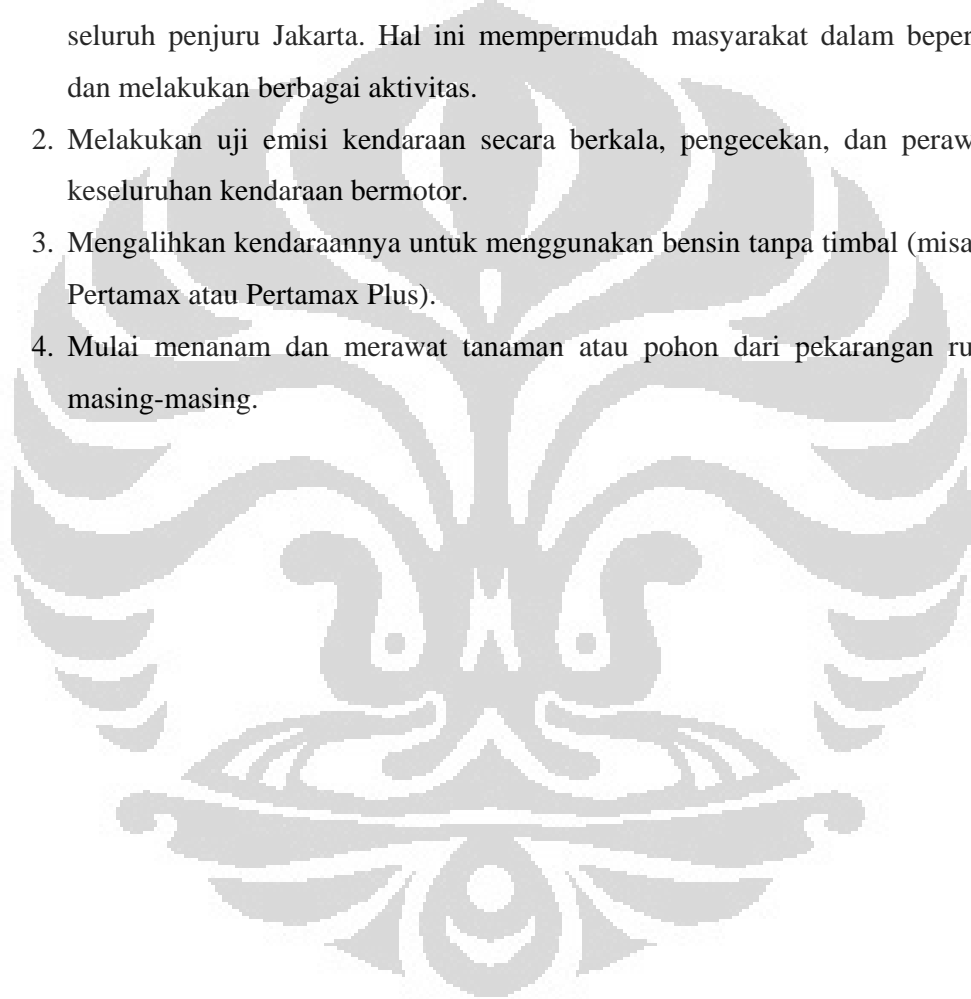 seluruh penjuru Jakarta. Hal ini mempermudah masyarakat dalam beper
dan melakukan berbagai aktivitas.
2. Melakukan uji emisi kendaraan secara berkala, pengecekan, dan peraw
keseluruhan kendaraan bermotor.
3. Mengalihkan kendaraannya untuk menggunakan bensin tanpa timbal (misa
Pertamax atau Pertamax Plus).
4. Mulai menanam dan merawat tanaman atau pohon dari pekarangan ru
masing-masing.